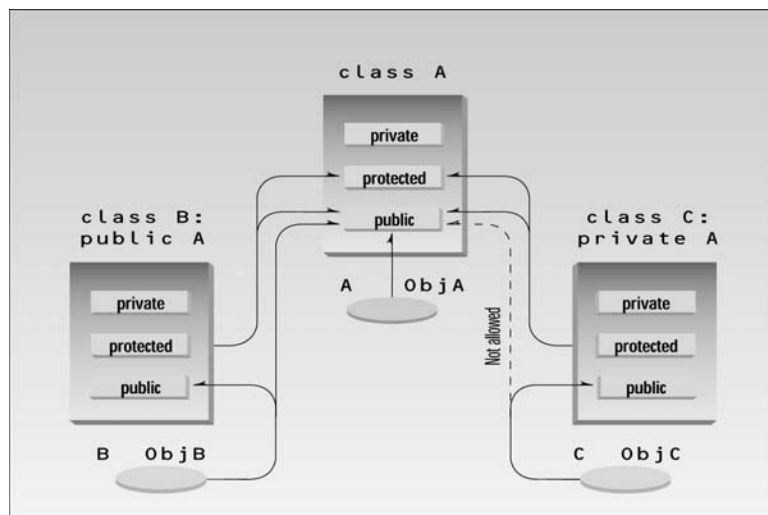 class A
private
protected
public
class B:
public A
class C:
private A
A ObjA
private
protected
public
Not allowed
private
protected
public
B ObjB
C ObjC